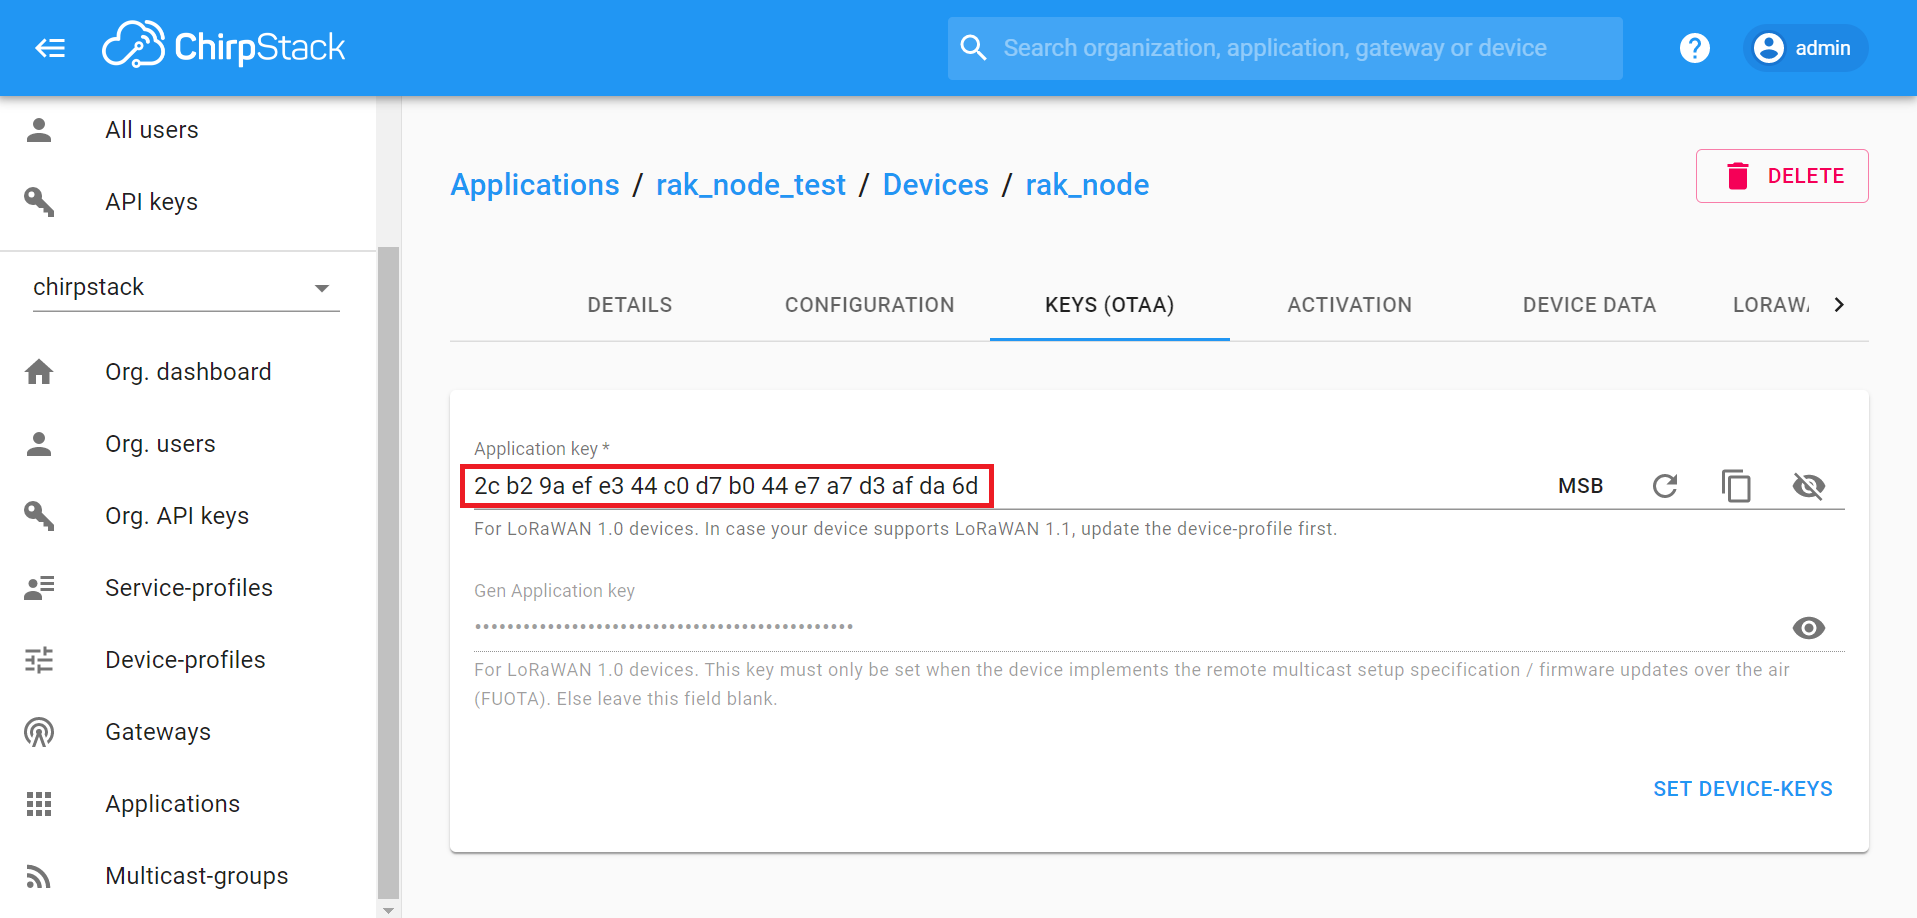 ChirpStack
Search organization, application, gateway or device
? admin
All users
API keys
chirpstack
Org. dashboard
Org. users
Org. API keys
Service-profiles
Device-profiles
Gateways
Applications
Multicast-groups
Applications / rak_node_test / Devices / rak_node
DELETE
DETAILS CONFIGURATION KEYS (OTAA) ACTIVATION DEVICE DATA LORAWA
Application key *
2c b2 9a ef e3 44 c0 d7 b0 44 e7 a7 d3 af da 6d MSB
For LoRaWAN 1.0 devices. In case your device supports LoRaWAN 1.1, update the device-profile first.
Gen Application key
••••••••••••••••••••••••••••••••••••••••••••••••
For LoRaWAN 1.0 devices. This key must only be set when the device implements the remote multicast setup specification / firmware updates over the air
(FUOTA). Else leave this field blank.
SET DEVICE-KEYS